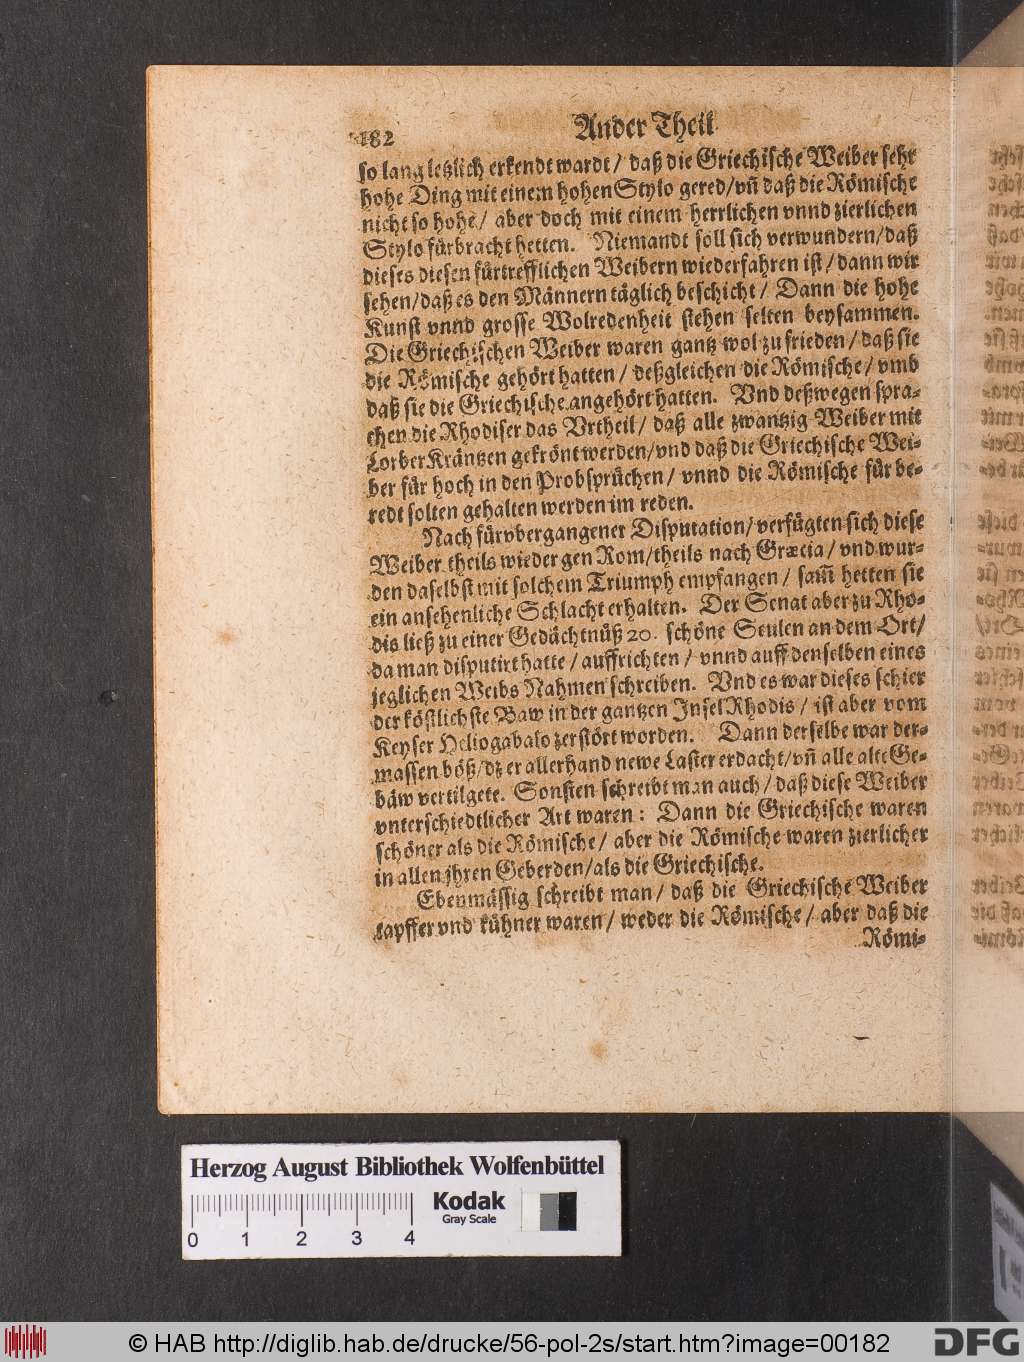 182
Ander Theil
so lang letzlich erkendt wardt / daß die Griechische Weiber sehr
hohe Ding mit einem hohen Stylo gered / vñ daß die Römische
nicht so hohe / aber doch mit einem herrlichen vnnd zierlichen
Stylo fürbracht hetten. Niemandt soll sich verwundern / daß
dieses diesen fürtrefflichen Weibern wiederfahren ist / dann wir
sehen / daß es den Männern täglich beschicht / Dann die hohe
Kunst vnnd grosse Wolredenheit stehen selten beysammen.
Die Griechischen Weiber waren gantz wol zu frieden / daß sie
die Römische gehört hatten / deßgleichen die Römische / vmb
daß sie die Griechische angehört hatten. Vnd deßwegen spra-
chen die Rhodiser das Vrtheil / daß alle zwantzig Weiber mit
Lorber Kräntzen gekrönt werden / vnd daß die Griechische Wei-
ber für hoch in den Probsprüchen / vnnd die Römische für be-
redt solten gehalten werden im reden.
Nach fürvbergangener Disputation / verfügten sich diese
Weiber theils wieder gen Rom / theils nach Græcia / vnd wur-
den daselbst mit solchem Triumph empfangen / sam̃ hetten sie
ein ansehenliche Schlacht erhalten. Der Senat aber zu Rho-
dis ließ zu einer Gedächtnüß 20. schöne Seulen an dem Ort /
da man disputirt hatte / auffrichten / vnnd auff denselben eines
jeglichen Weibs Nahmen schreiben. Vnd es war dieses schier
der köstlichste Baw in der gantzen Insel Rhodis / ist aber vom
Keyser Heliogabalo zerstört worden. Dann derselbe war der-
massen böß / dz er allerhand newe Laster erdacht / vñ alle alte Ge-
bäw vertilgete. Sonsten schreibt man auch / daß diese Weiber
vnterschiedtlicher Art waren: Dann die Griechische waren
schöner als die Römische / aber die Römische waren zierlicher
in allen jhren Geberden / als die Griechische.
Ebenmässig schreibt man / daß die Griechische Weiber
tapffer vnd kühner waren / weder die Römische / aber daß die
Römi-
Herzog August Bibliothek Wolfenbüttel
Kodak
Gray Scale
0 1 2 3 4
© HAB http://diglib.hab.de/drucke/56-pol-2s/start.htm?image=00182
DFG